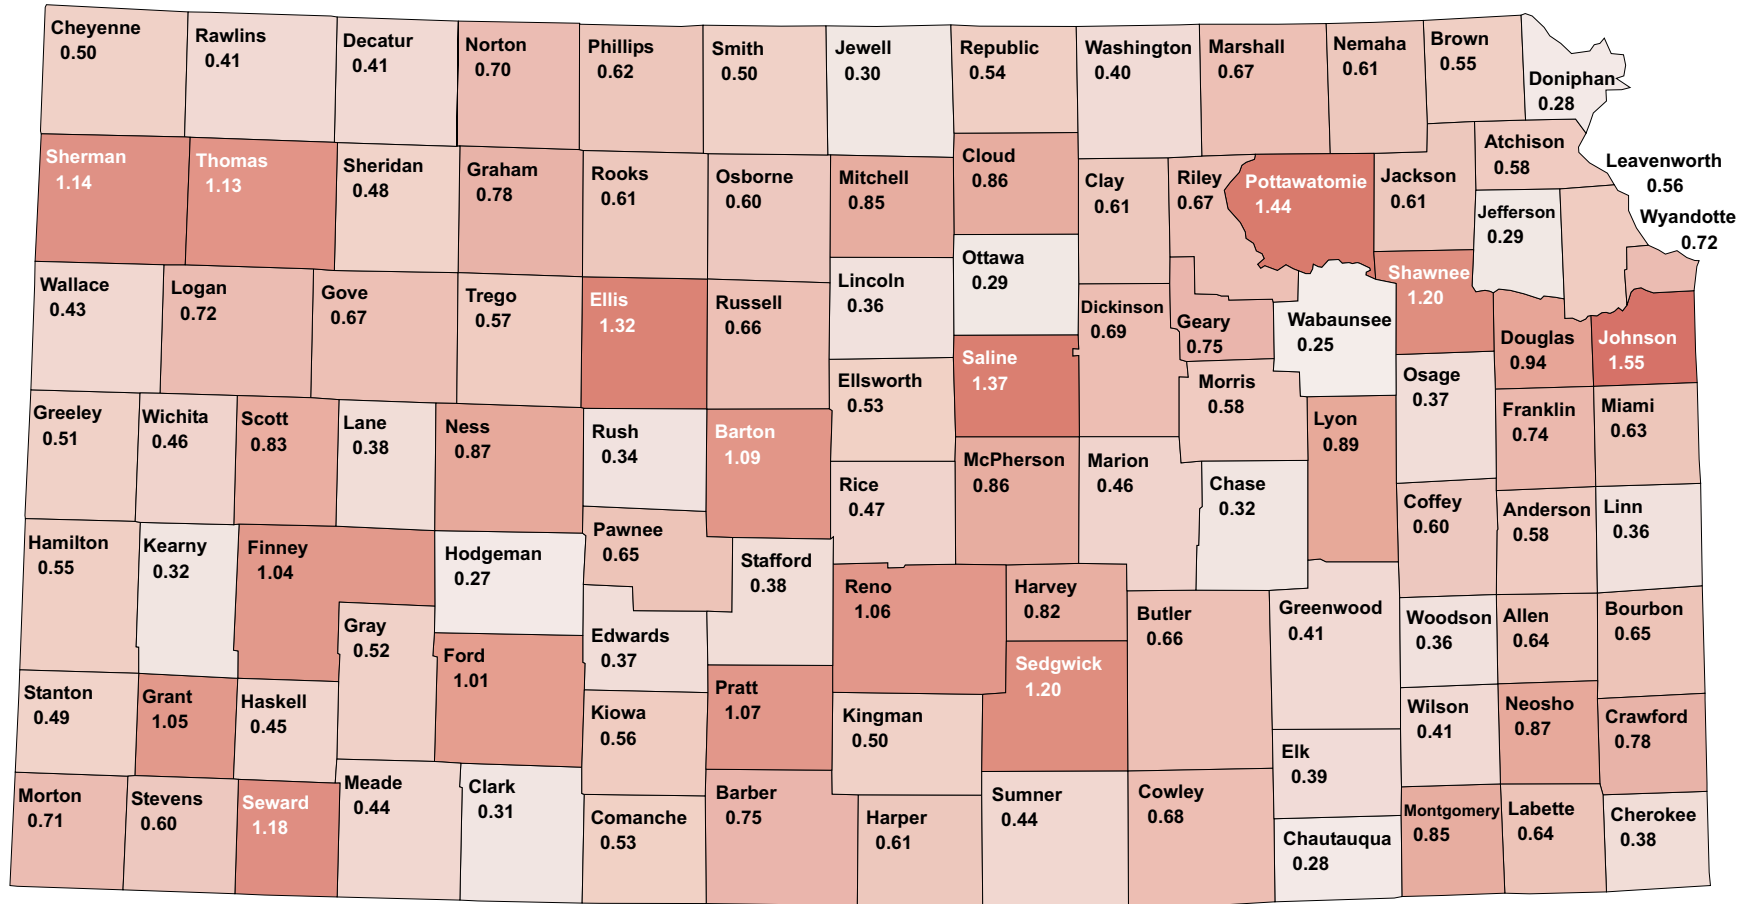 Cheyenne
0.50
Rawlins
0.41
Decatur
0.41
Norton
0.70
Phillips
0.62
Smith
0.50
Jewell
0.30
Republic
0.54
Washington
0.40
Marshall
0.67
Nemaha
0.61
Brown
0.55
Doniphan
0.28
Sherman
1.14
Thomas
1.13
Sheridan
0.48
Graham
0.78
Rooks
0.61
Osborne
0.60
Mitchell
0.85
Cloud
0.86
Clay
0.61
Riley
0.67
Pottawatomie
1.44
Jackson
0.61
Atchison
0.58
Leavenworth
0.56
Jefferson
0.29
Wyandotte
0.72
Wallace
0.43
Logan
0.72
Gove
0.67
Trego
0.57
Ellis
1.32
Russell
0.66
Lincoln
0.36
Ottawa
0.29
Dickinson
0.69
Geary
0.75
Wabaunsee
0.25
Shawnee
1.20
Douglas
0.94
Johnson
1.55
Saline
1.37
Ellsworth
0.53
Morris
0.58
Osage
0.37
Greeley
0.51
Wichita
0.46
Scott
0.83
Lane
0.38
Ness
0.87
Rush
0.34
Barton
1.09
Rice
0.47
McPherson
0.86
Marion
0.46
Chase
0.32
Lyon
0.89
Franklin
0.74
Miami
0.63
Coffey
0.60
Anderson
0.58
Linn
0.36
Hamilton
0.55
Kearny
0.32
Finney
1.04
Hodgeman
0.27
Pawnee
0.65
Stafford
0.38
Gray
0.52
Ford
1.01
Edwards
0.37
Reno
1.06
Harvey
0.82
Sedgwick
1.20
Butler
0.66
Greenwood
0.41
Woodson
0.36
Allen
0.64
Bourbon
0.65
Stanton
0.49
Grant
1.05
Haskell
0.45
Kiowa
0.56
Pratt
1.07
Kingman
0.50
Elk
0.39
Wilson
0.41
Neosho
0.87
Crawford
0.78
Morton
0.71
Stevens
0.60
Seward
1.18
Meade
0.44
Clark
0.31
Comanche
0.53
Barber
0.75
Harper
0.61
Sumner
0.44
Cowley
0.68
Chautauqua
0.28
Montgomery
0.85
Labette
0.64
Cherokee
0.38